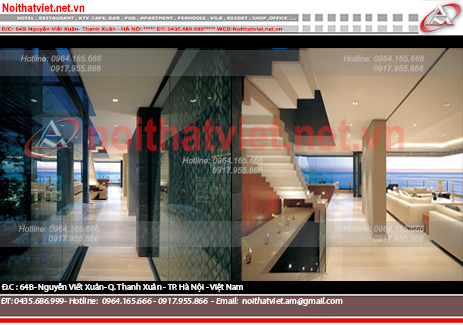 Noithatviet.net.vn
HOTEL . RESTAURANT . KTV .CAFE. BAR . PUB . APARTMENT . PENHOUSE . VILA . RESORT . SHOP .OFFICE ....
Đ/C: 64B Nguyễn Viết Xuân- Thanh Xuân - HÀ NỘI ***** ĐT: 0435.686.999***** WEB:Noithatviet.net.vn
Hotline: 0964.165.666
0917.955.866
Hotline: 0964.165.666
0917.955.866
noithatviet.net.vn
Hotline: 0964.165.666
0917.955.866
Hotline: 0964.165.666
0917.955.866
Hotline: 0964.165.666
0917.955.866
Đ.C : 64B- Nguyễn Viết Xuân- Q. Thanh Xuân - TP. Hà Nội - Việt Nam
ĐT: 0435.686.999- Hotline: 0964.165.666 - 0917.955.866 - Email: noithatviet.am@gmail.com